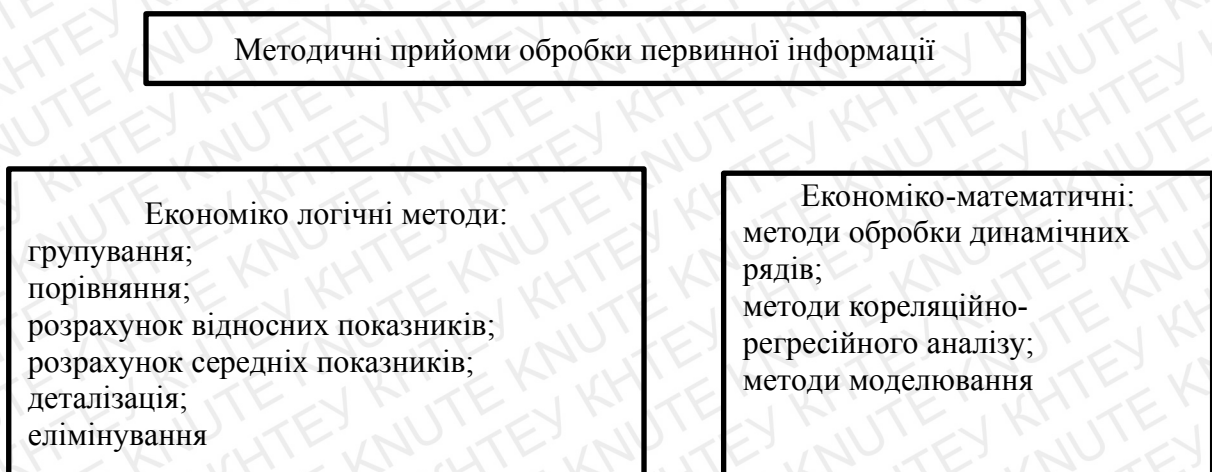 Методичні прийоми обробки первинної інформації
Економіко логічні методи:
групування;
порівняння;
розрахунок відносних показників;
розрахунок середніх показників;
деталізація;
елімінування
Економіко-математичні:
методи обробки динамічних
рядів;
методи кореляційно-
регресійного аналізу;
методи моделювання